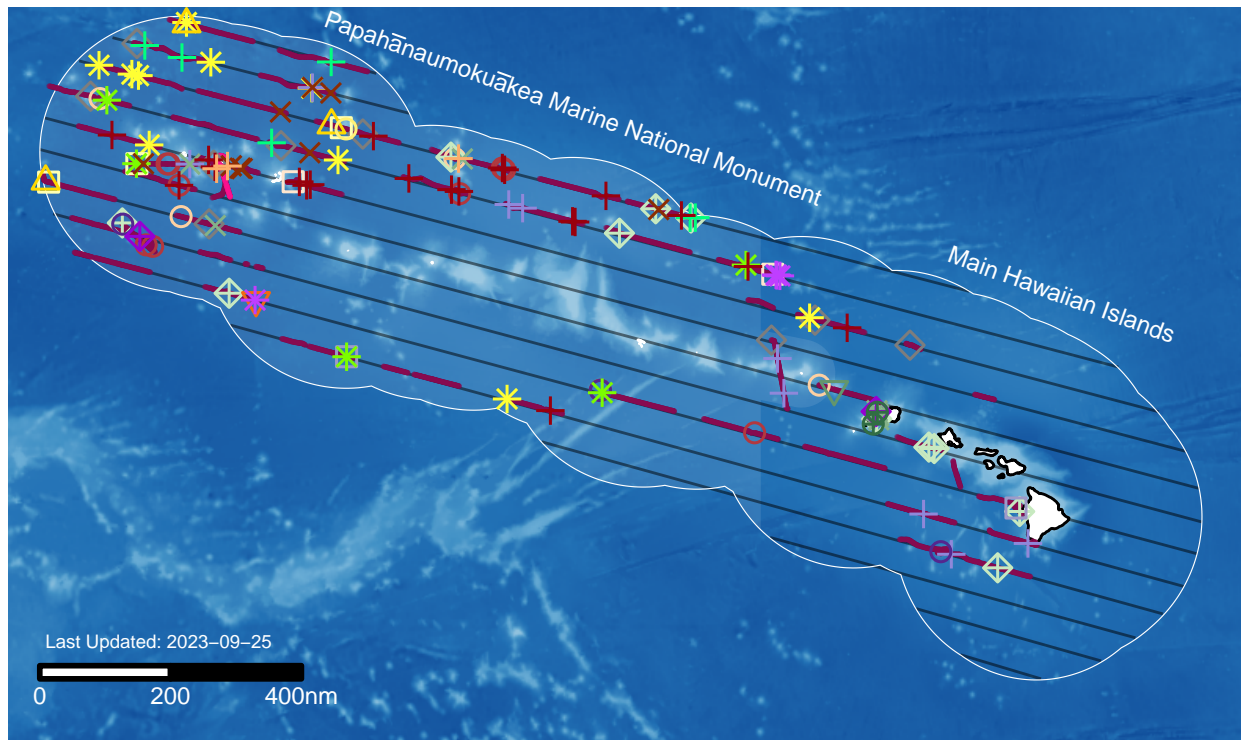 Papahānaumokuākea Marine National Monument
Main Hawaiian Islands
Last Updated: 2023−09−25
0 200 400nm